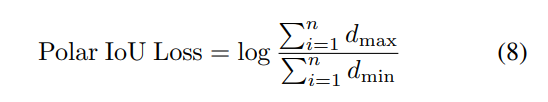 Polar IoU Loss = log \frac{\sum_{i=1}^{n} d_{\max}}{\sum_{i=1}^{n} d_{\min}} (8)